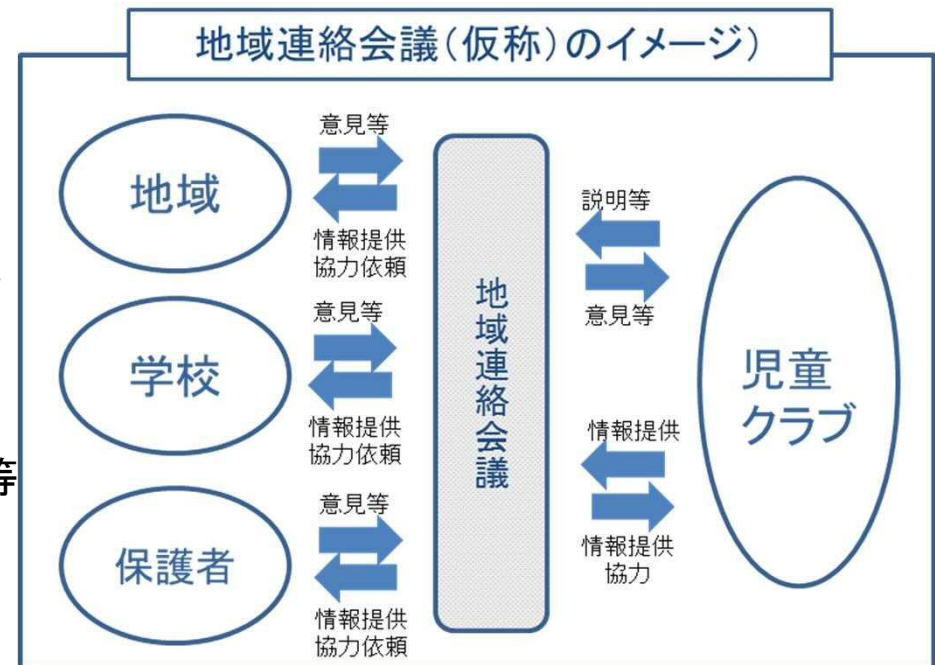 地域連絡会議(仮称)のイメージ)
地域
意見等
情報提供
協力依頼
学校
意見等
情報提供
協力依頼
等
保護者
意見等
情報提供
協力依頼
地域連絡会議
説明等
意見等
情報提供
情報提供
協力
児童
クラブ